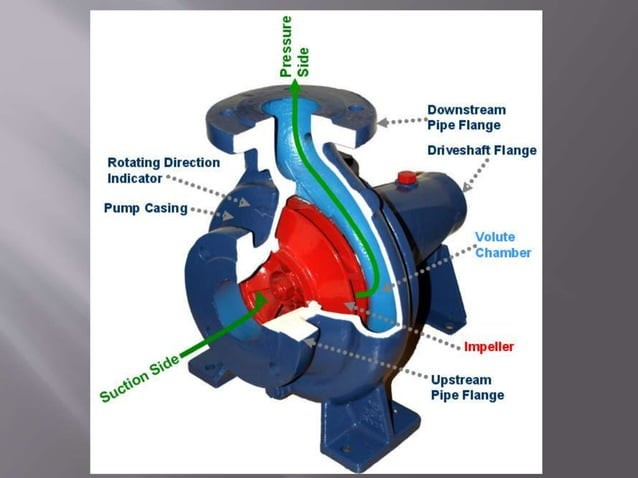 Pressure
Side
Downstream
Pipe Flange
Driveshaft Flange
Rotating Direction
Indicator
Pump Casing
Volute
Chamber
Impeller
Suction Side
Upstream
Pipe Flange